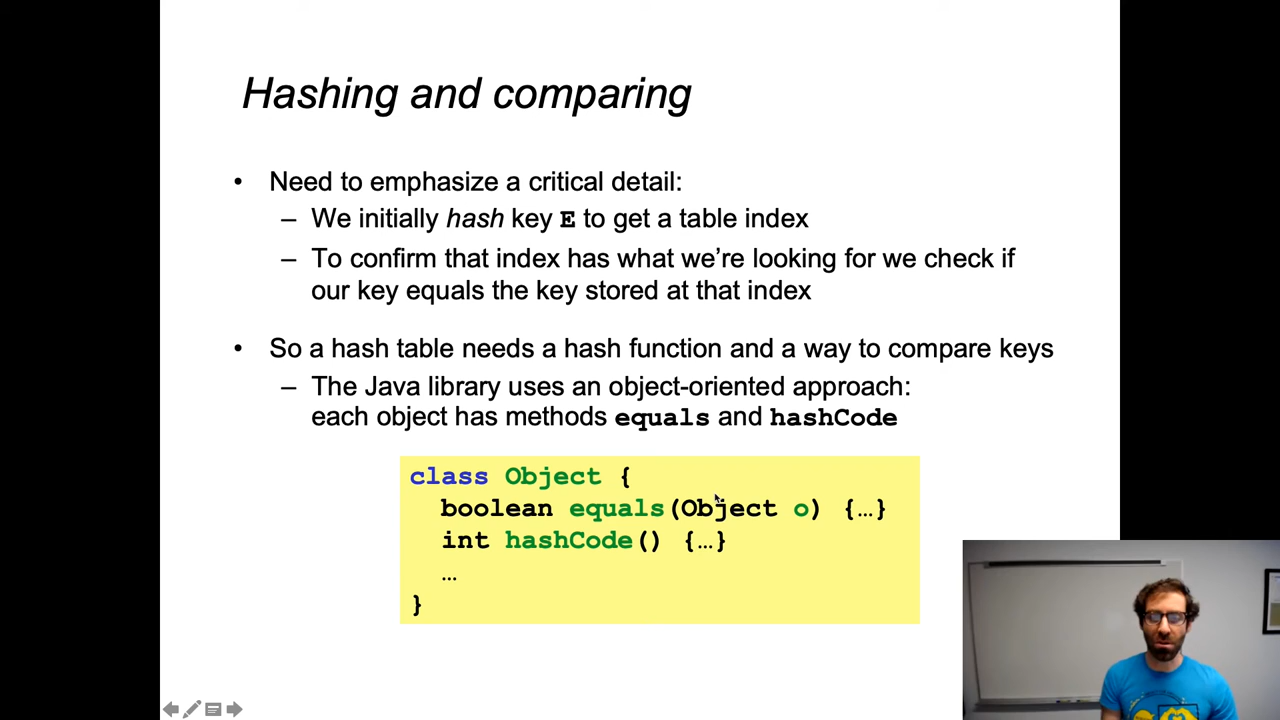 Hashing and comparing
• Need to emphasize a critical detail:
– We initially hash key E to get a table index
– To confirm that index has what we're looking for we check if
our key equals the key stored at that index
• So a hash table needs a hash function and a way to compare keys
– The Java library uses an object-oriented approach:
each object has methods equals and hashCode
class Object {
boolean equals(Object o) {…}
int hashCode() {…}
…
}